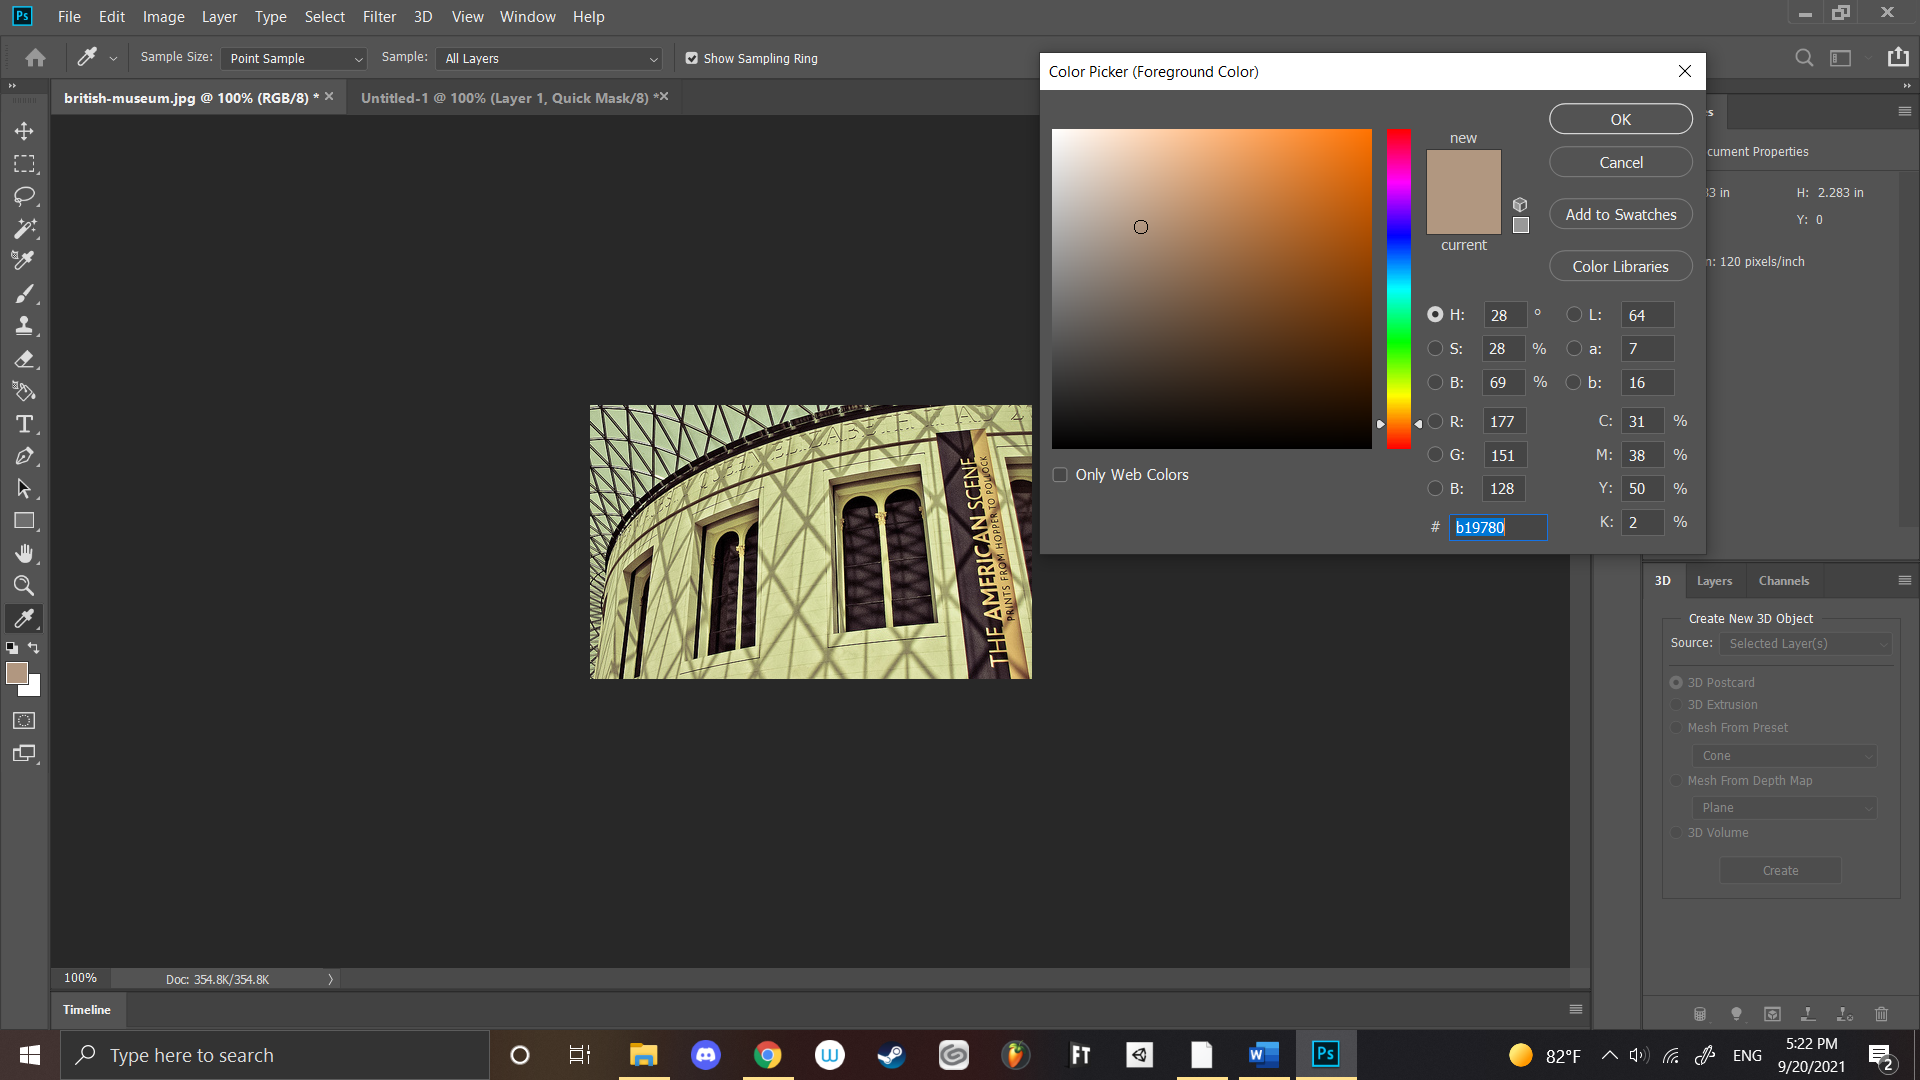 Ps File Edit Image Layer Type Select Filter 3D View Window Help
Sample Size: Point Sample Sample: All Layers Show Sampling Ring
british-museum.jpg @ 100% (RGB/8) * Untitled-1 @ 100% (Layer 1, Quick Mask/8) *
Color Picker (Foreground Color)
new
current
OK
Cancel
Add to Swatches
Color Libraries
H: 28 °
S: 28 %
B: 69 %
R: 177
G: 151
B: 128
# b19780
L: 64
a: 7
b: 16
C: 31 %
M: 38 %
Y: 50 %
K: 2 %
Only Web Colors
s
cument Properties
3 in H: 2.283 in
Y: 0
n: 120 pixels/inch
THE AMERICAN SCENE
PRINTS FROM HOPPER TO POLLOCK
3D Layers Channels
Create New 3D Object
Source: Selected Layer(s)
3D Postcard
3D Extrusion
Mesh From Preset
Cone
Mesh From Depth Map
Plane
3D Volume
Create
100% Doc: 354.8K/354.8K
Timeline
Type here to search
W
FT
W
Ps
82°F
ENG
5:22 PM
9/20/2021
2